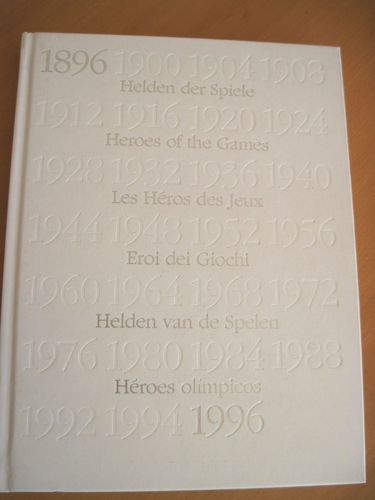 1896 1900 1904 1908
Helden der Spiele
1912 1916 1920 1924
Heroes of the Games
1928 1932 1936 1940
Les Héros des Jeux
1944 1948 1952 1956
Eroi dei Giochi
1960 1964 1968 1972
Helden van de Spelen
1976 1980 1984 1988
Héroes olímpicos
1992 1994 1996